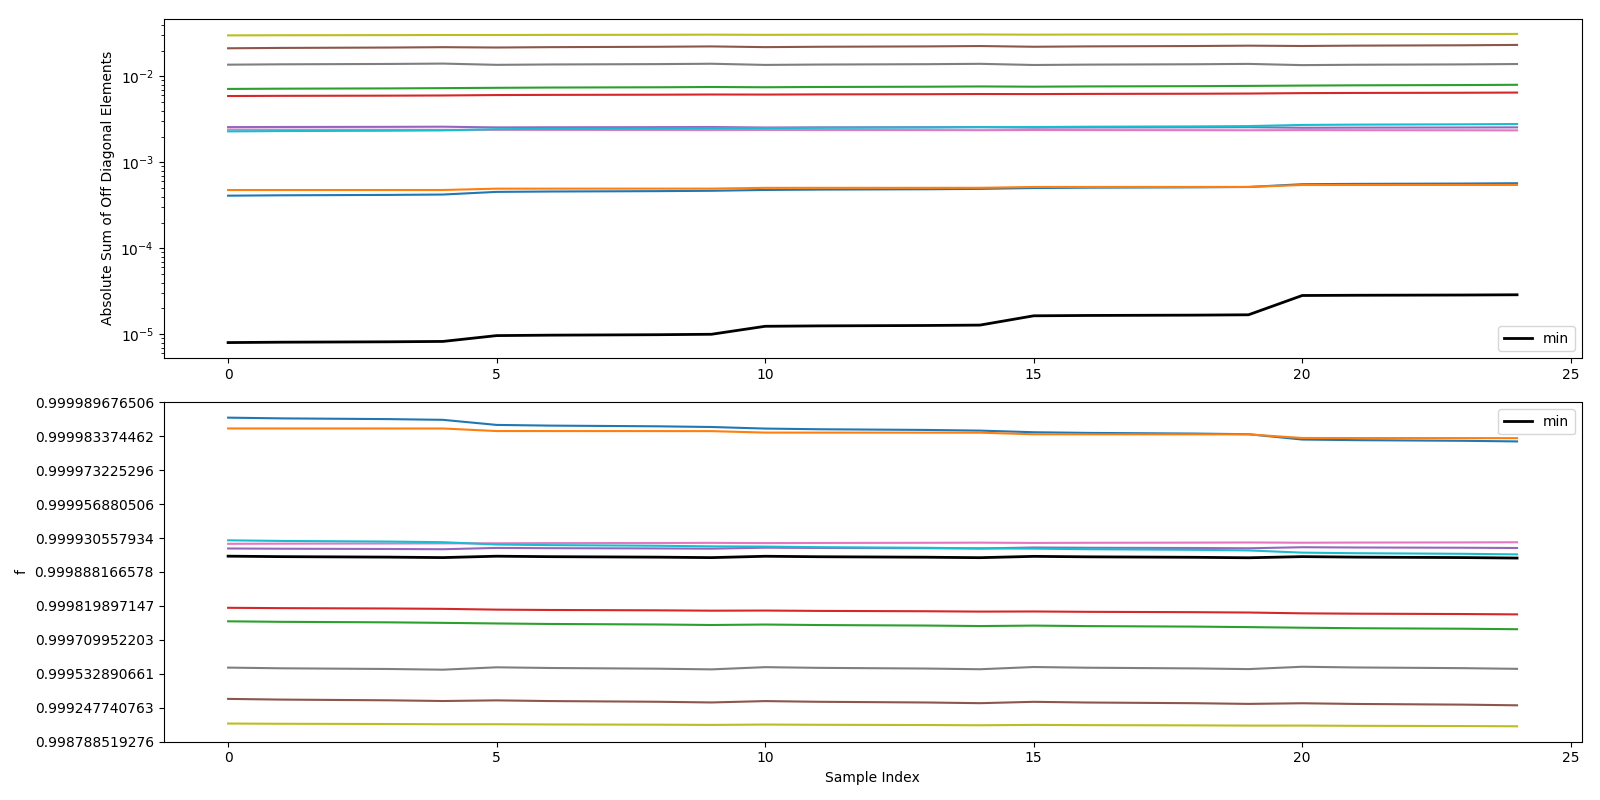 Absolute Sum of Off Diagonal Elements
10⁻²
10⁻³
10⁻⁴
10⁻⁵
min
0 5 10 15 20 25
f
0.999989676506
0.999983374462
0.999973225296
0.999956880506
0.999930557934
0.999888166578
0.999819897147
0.999709952203
0.999532890661
0.999247740763
0.998788519276
min
0 5 10 15 20 25
Sample Index